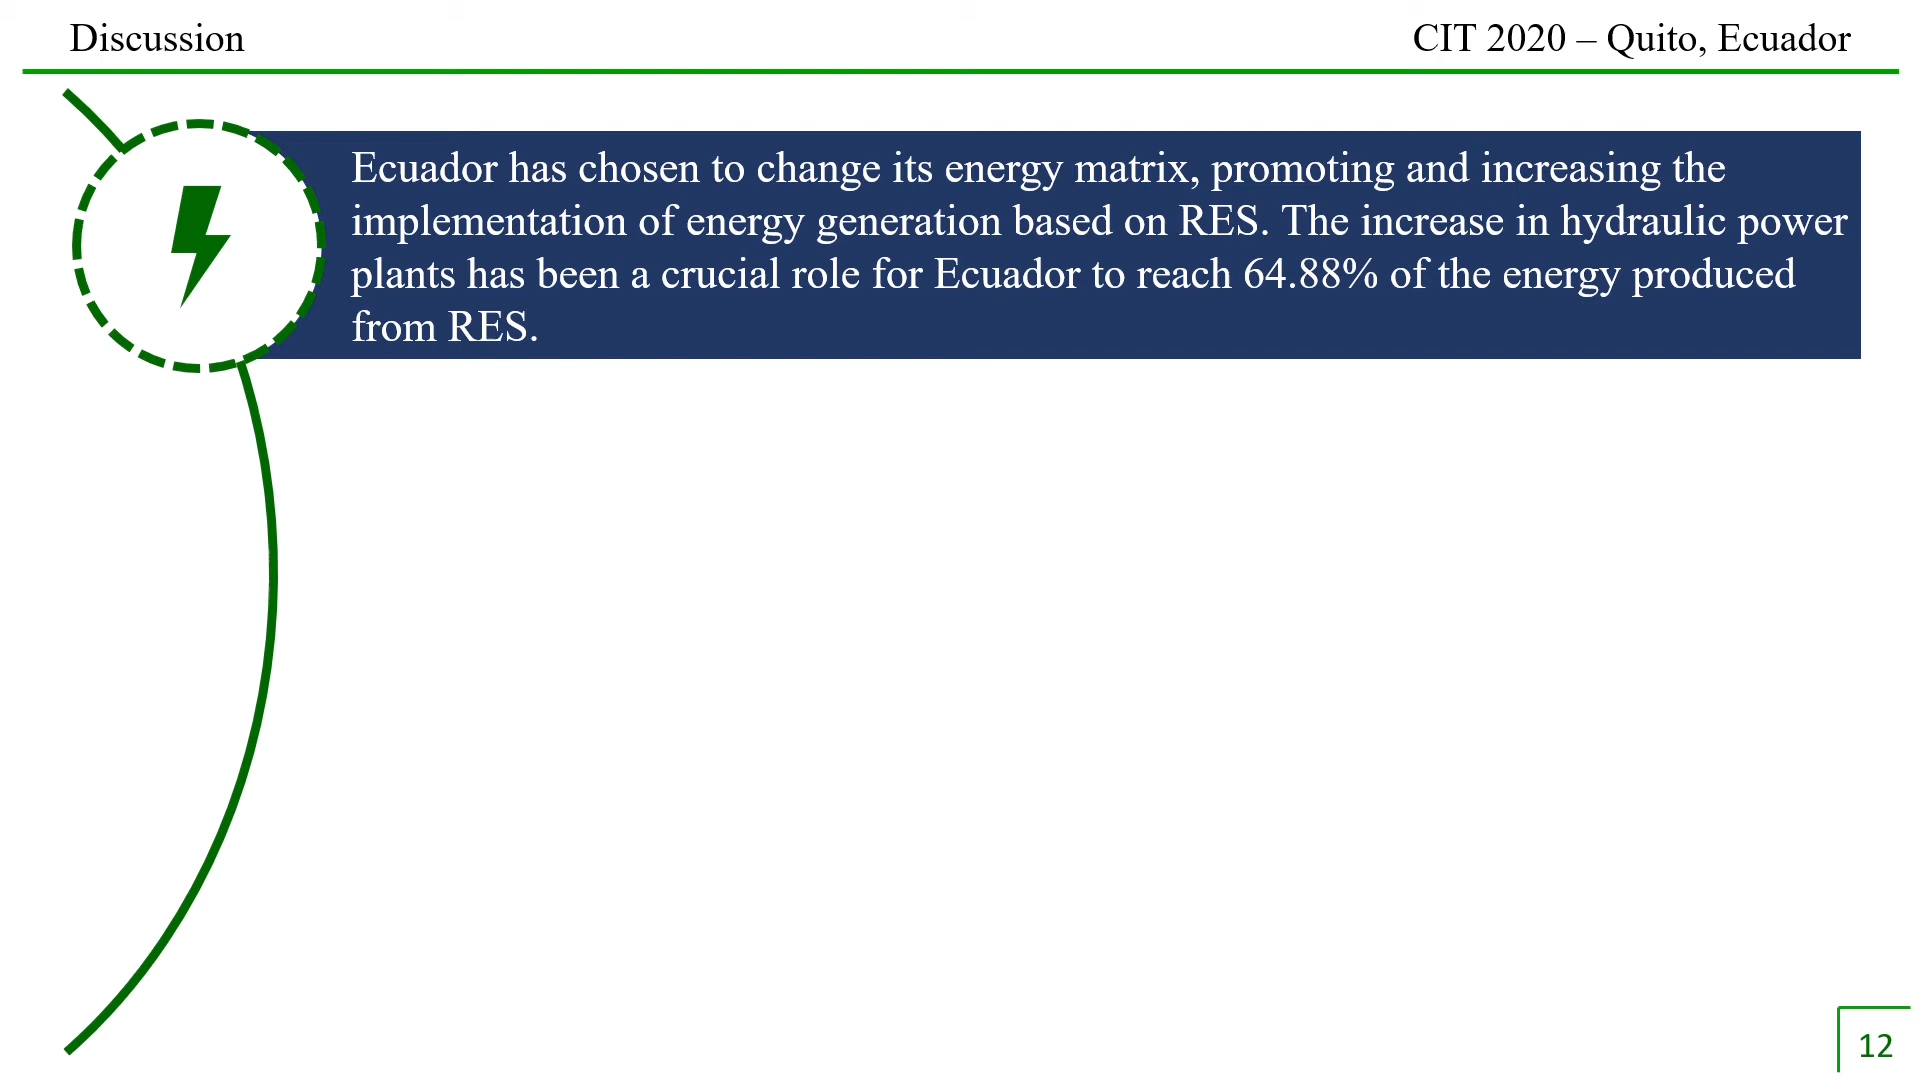 Discussion
CIT 2020 – Quito, Ecuador
Ecuador has chosen to change its energy matrix, promoting and increasing the
implementation of energy generation based on RES. The increase in hydraulic power
plants has been a crucial role for Ecuador to reach 64.88% of the energy produced
from RES.
12